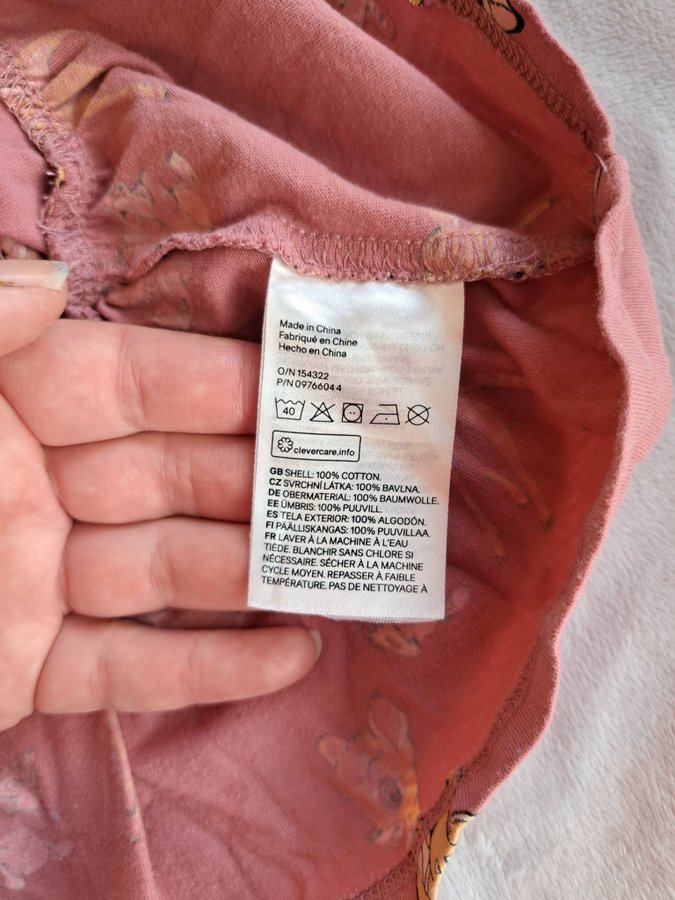 Made in China
Fabriqué en Chine
Hecho en China
O/N 154322
P/N 09766044
40
clevercare.info
GB SHELL: 100% COTTON.
CZ SVRCHNÍ LÁTKA: 100% BAVLNA.
DE OBERMATERIAL: 100% BAUMWOLLE.
EE ÜMBRIS: 100% PUUVILL.
ES TELA EXTERIOR: 100% ALGODÓN.
FI PÄÄLLISKANGAS: 100% PUUVILLAA.
FR LAVER À LA MACHINE À L'EAU
TIÈDE. BLANCHIR SANS CHLORE SI
NÉCESSAIRE. SÉCHER À LA MACHINE
CYCLE MOYEN. REPASSER À FAIBLE
TEMPÉRATURE. PAS DE NETTOYAGE À